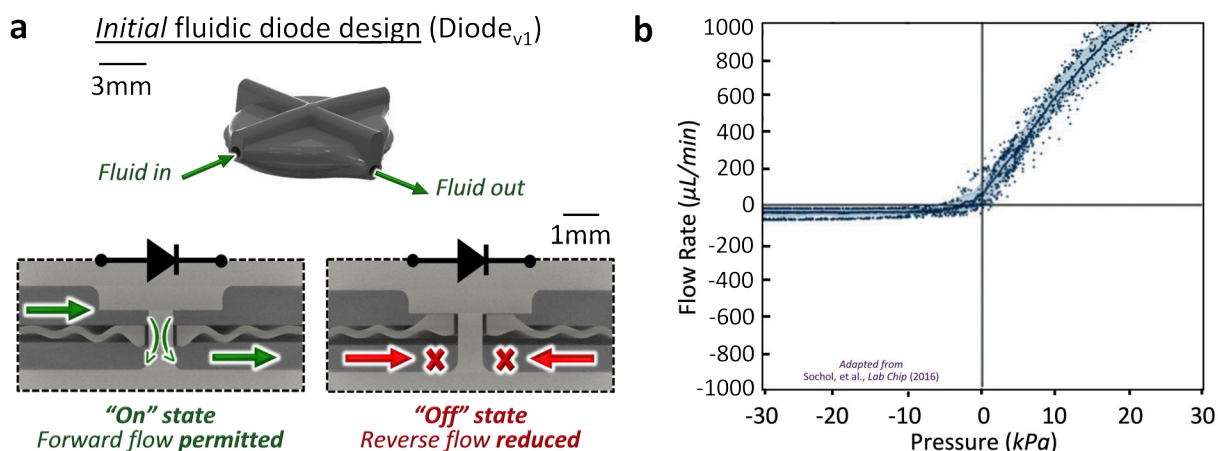 a
Initial fluidic diode design (Diodev1)
3mm
Fluid in
Fluid out
1mm
"On" state
Forward flow permitted
"Off" state
Reverse flow reduced
b
1000
800
600
400
200
0
-200
-400
-600
-800
-1000
Flow Rate (μL/min)
Adapted from
Sochol, et al., Lab Chip (2016)
-30
-20
-10
0
10
20
30
Pressure (kPa)